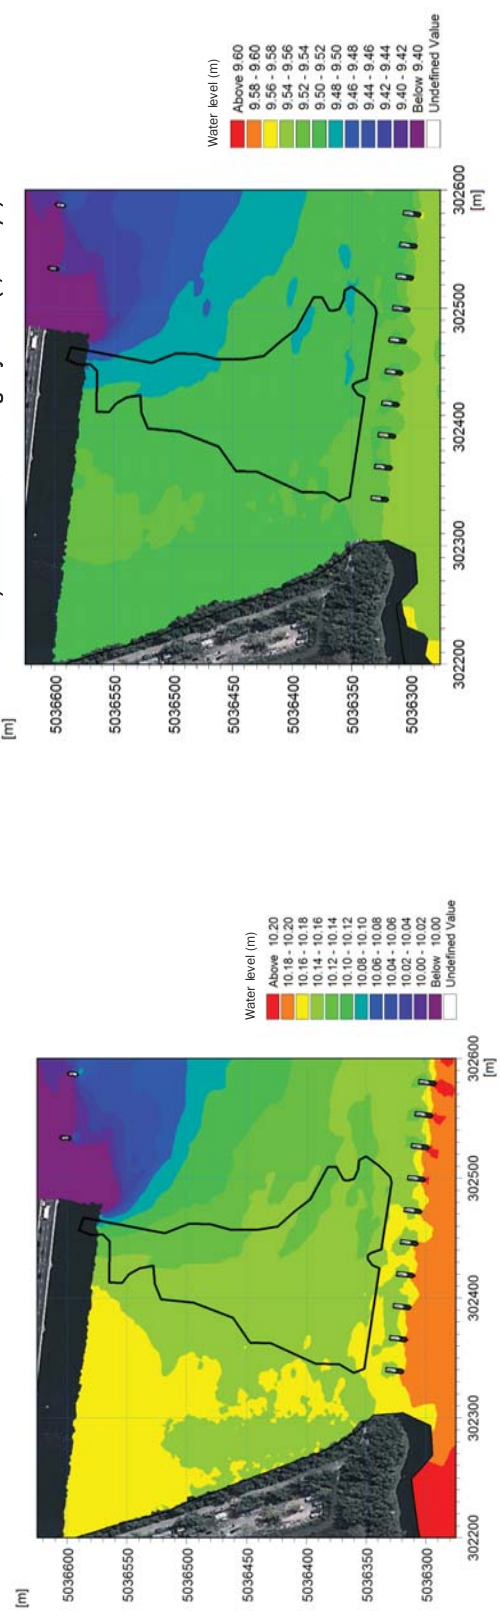 [m]
5036600
5036550
5036500
5036450
5036400
5036350
5036300
302200
302300
302400
302500
302600
[m]
Water level (m)
Above 10.20
10.18 - 10.20
10.16 - 10.18
10.14 - 10.16
10.12 - 10.14
10.10 - 10.12
10.08 - 10.10
10.06 - 10.08
10.04 - 10.06
10.02 - 10.04
10.00 - 10.02
Below 10.00
Undefined Value
[m]
5036600
5036550
5036500
5036450
5036400
5036350
5036300
302200
302300
302400
302500
302600
[m]
Water level (m)
Above 9.60
9.58 - 9.60
9.56 - 9.58
9.54 - 9.56
9.52 - 9.54
9.50 - 9.52
9.48 - 9.50
9.46 - 9.48
9.44 - 9.46
9.42 - 9.44
9.40 - 9.42
Below 9.40
Undefined Value